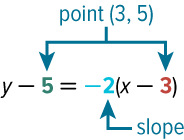 point (3, 5)
y − 5 = −2(x − 3)
slope